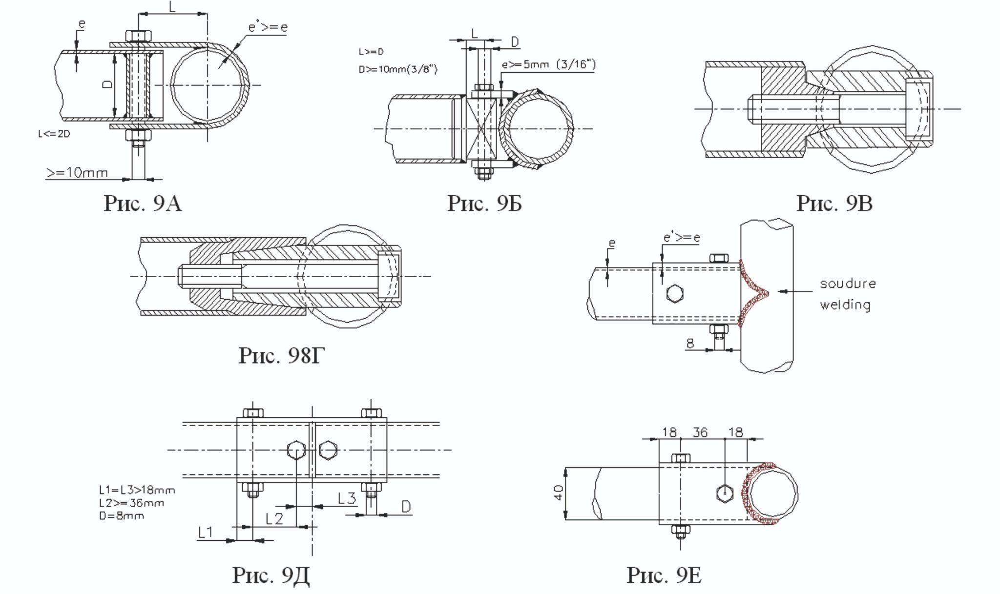 L
e
e'>=e
D
L<=2D
>=10mm
Рис. 9А
L>=D
D>=10mm(3/8")
L
D
e>=5mm (3/16")
Рис. 9Б
Рис. 9В
Рис. 98Г
e
e'>=e
soudure
welding
8
L1=L3>18mm
L2>=36mm
D=8mm
L3
D
L2
L1
Рис. 9Д
18 36 18
40
Рис. 9Е